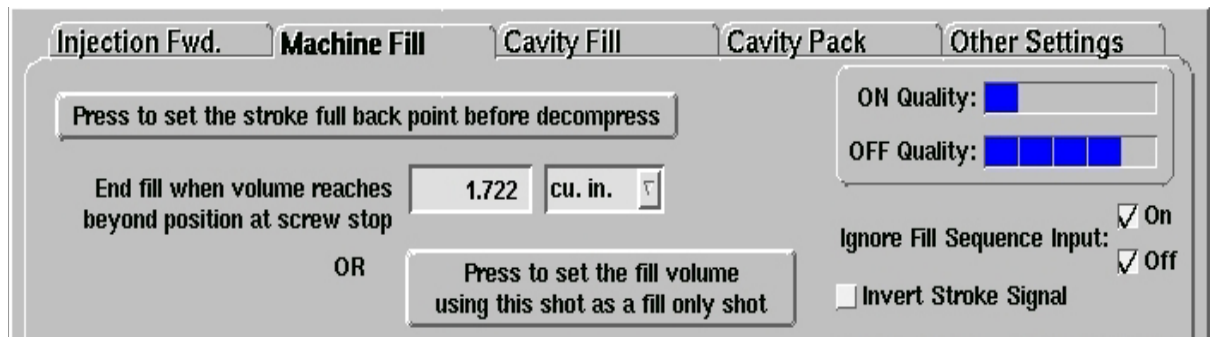 Injection Fwd. Machine Fill Cavity Fill Cavity Pack Other Settings
Press to set the stroke full back point before decompress
ON Quality:
OFF Quality:
End fill when volume reaches
beyond position at screw stop
1.722 cu. in.
OR
Press to set the fill volume
using this shot as a fill only shot
Ignore Fill Sequence Input:
On
Off
Invert Stroke Signal